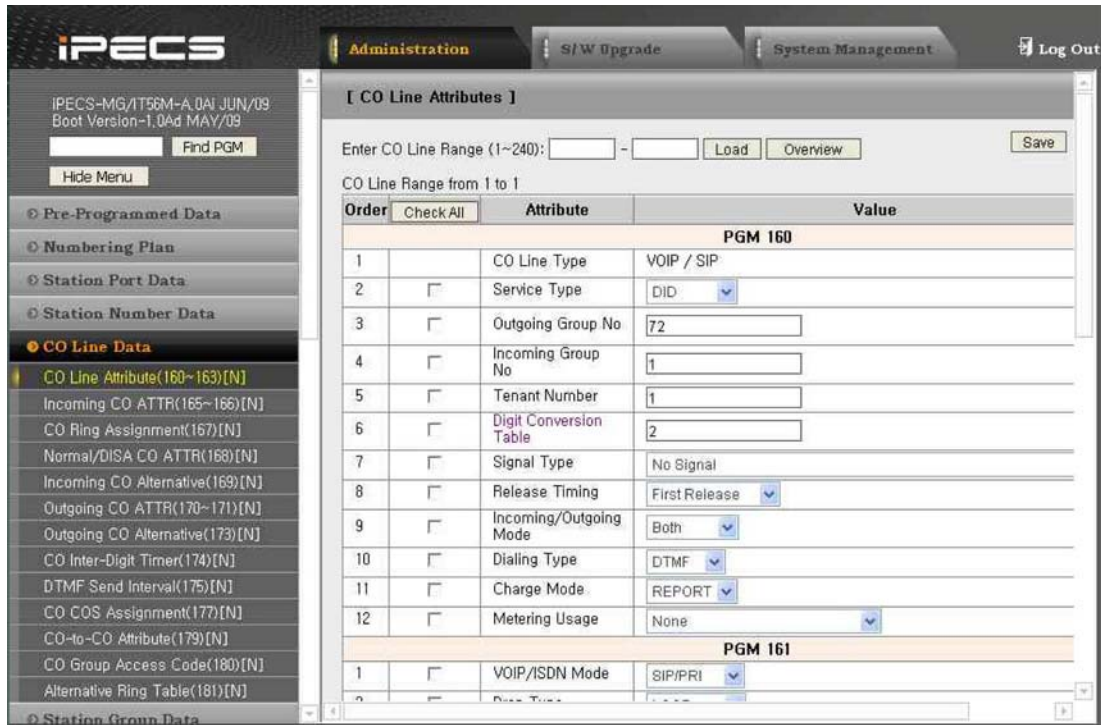 iPECS
Administration
S/W Upgrade
System Management
Log Out
iPECS-MG/IT56M-A.0Ai JUN/09
Boot Version-1.0Ad MAY/09
Find PGM
Hide Menu
Pre-Programmed Data
Numbering Plan
Station Port Data
Station Number Data
CO Line Data
CO Line Attribute(160~163)[N]
Incoming CO ATTR(165~166)[N]
CO Ring Assignment(167)[N]
Normal/DISA CO ATTR(168)[N]
Incoming CO Alternative(169)[N]
Outgoing CO ATTR(170~171)[N]
Outgoing CO Alternative(173)[N]
CO Inter-Digit Timer(174)[N]
DTMF Send Interval(175)[N]
CO COS Assignment(177)[N]
CO-to-CO Attribute(179)[N]
CO Group Access Code(180)[N]
Alternative Ring Table(181)[N]
Station Group Data
[ CO Line Attributes ]
Enter CO Line Range (1~240): - Load Overview Save
CO Line Range from 1 to 1
Order Check All Attribute Value
PGM 160
1 CO Line Type VOIP / SIP
2 Service Type DID
3 Outgoing Group No 72
4 Incoming Group No 1
5 Tenant Number 1
6 Digit Conversion Table 2
7 Signal Type No Signal
8 Release Timing First Release
9 Incoming/Outgoing Mode Both
10 Dialing Type DTMF
11 Charge Mode REPORT
12 Metering Usage None
PGM 161
1 VOIP/ISDN Mode SIP/PRI